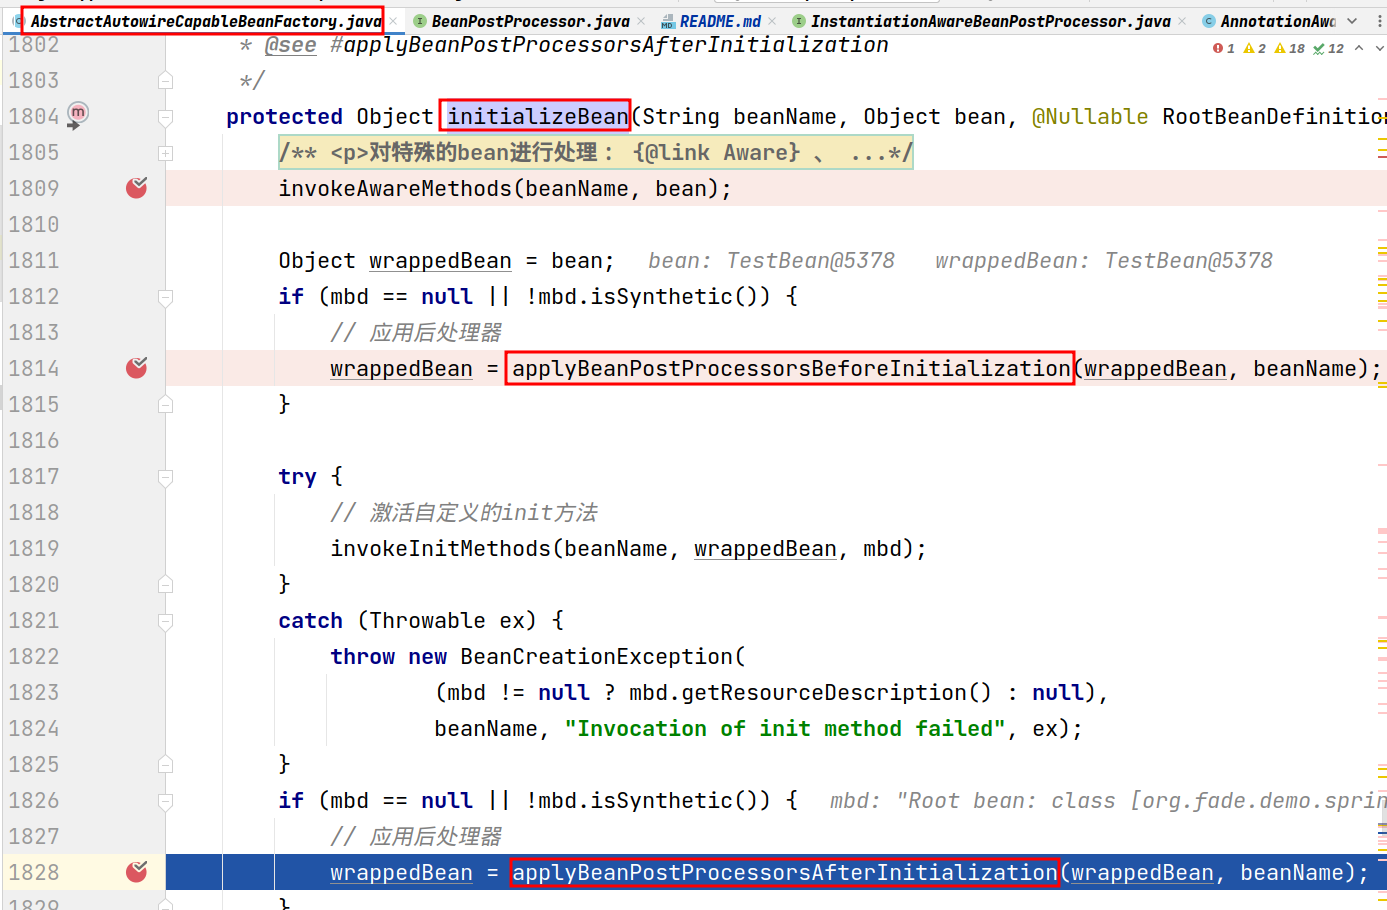 AbstractAutowireCapableBeanFactory.java BeanPostProcessor.java README.md InstantiationAwareBeanPostProcessor.java AnnotationAwa
1802 * @see #applyBeanPostProcessorsAfterInitialization
1 2 18 12
1803 */
1804 protected Object initializeBean(String beanName, Object bean, @Nullable RootBeanDefinition
1805 /** <p>对特殊的bean进行处理： {@link Aware} 、 ...*/
1809 invokeAwareMethods(beanName, bean);
1810
1811 Object wrappedBean = bean; bean: TestBean@5378 wrappedBean: TestBean@5378
1812 if (mbd == null || !mbd.isSynthetic()) {
1813 // 应用后处理器
1814 wrappedBean = applyBeanPostProcessorsBeforeInitialization(wrappedBean, beanName);
1815 }
1816
1817 try {
1818 // 激活自定义的init方法
1819 invokeInitMethods(beanName, wrappedBean, mbd);
1820 }
1821 catch (Throwable ex) {
1822 throw new BeanCreationException(
1823 (mbd != null ? mbd.getResourceDescription() : null),
1824 beanName, "Invocation of init method failed", ex);
1825 }
1826 if (mbd == null || !mbd.isSynthetic()) { mbd: "Root bean: class [org.fade.demo.sprin
1827 // 应用后处理器
1828 wrappedBean = applyBeanPostProcessorsAfterInitialization(wrappedBean, beanName);
1829 }